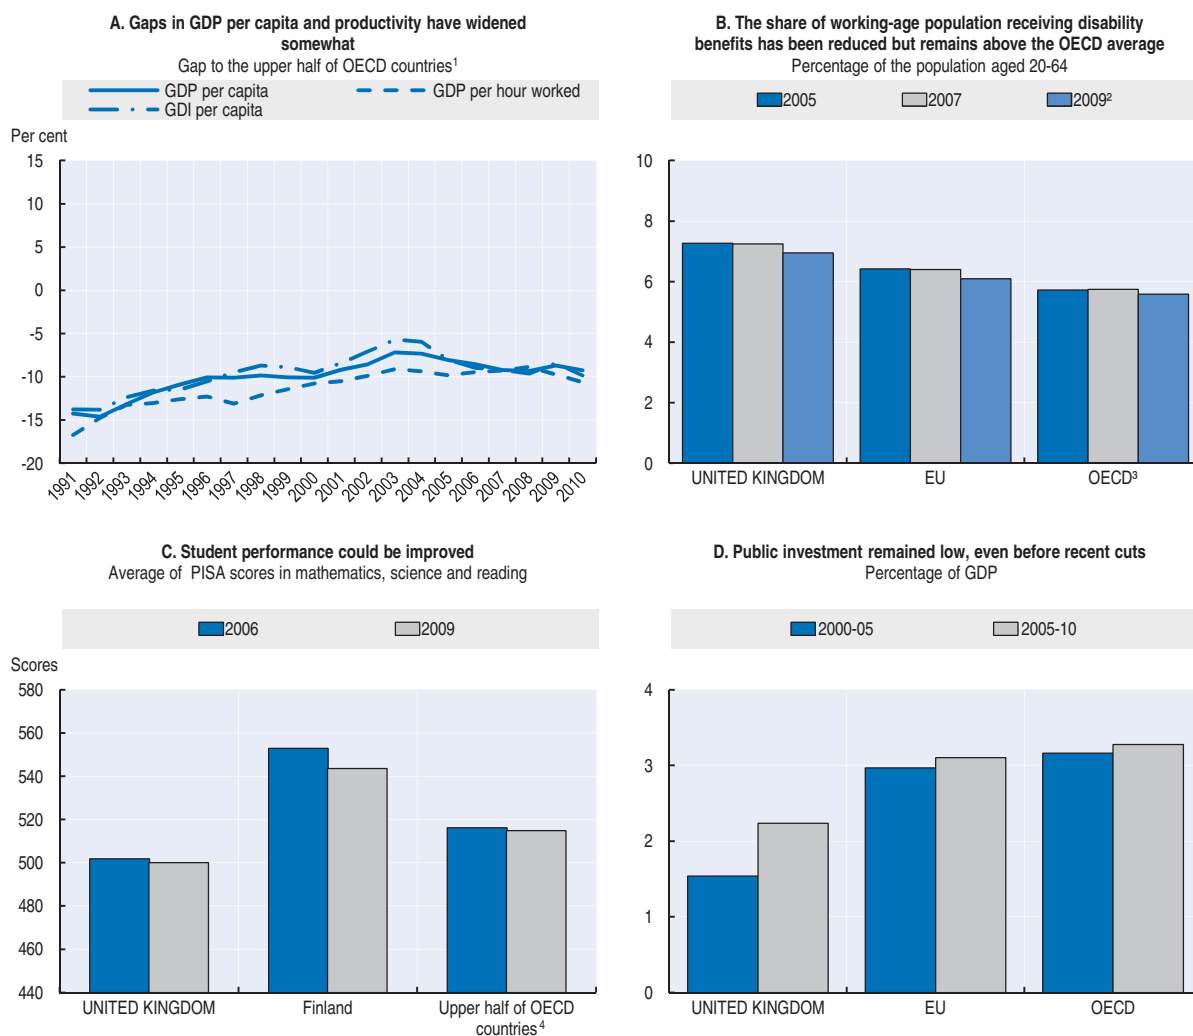 A. Gaps in GDP per capita and productivity have widened
somewhat
Gap to the upper half of OECD countries¹
GDP per capita
GDP per hour worked
GDI per capita
Per cent
15
10
5
0
-5
-10
-15
-20
1991
1992
1993
1994
1995
1996
1997
1998
1999
2000
2001
2002
2003
2004
2005
2006
2007
2008
2009
2010
B. The share of working-age population receiving disability
benefits has been reduced but remains above the OECD average
Percentage of the population aged 20-64
2005
2007
2009²
10
8
6
4
2
0
UNITED KINGDOM
EU
OECD³
C. Student performance could be improved
Average of PISA scores in mathematics, science and reading
2006
2009
Scores
580
560
540
520
500
480
460
440
UNITED KINGDOM
Finland
Upper half of OECD
countries⁴
D. Public investment remained low, even before recent cuts
Percentage of GDP
2000-05
2005-10
4
3
2
1
0
UNITED KINGDOM
EU
OECD